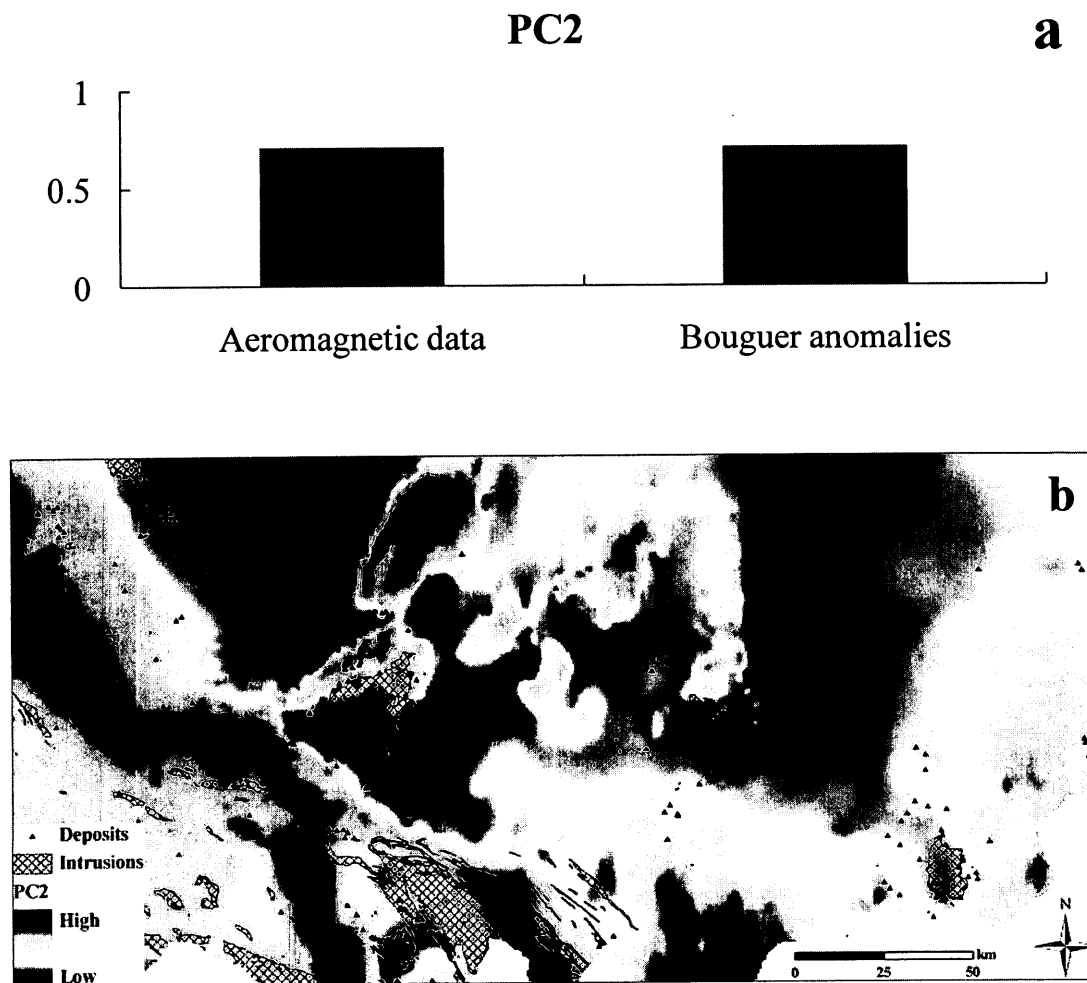 PC2
a
1
0.5
0
Aeromagnetic data
Bouguer anomalies
b
Deposits
Intrusions
PC2
High
Low
N
km
0 25 50